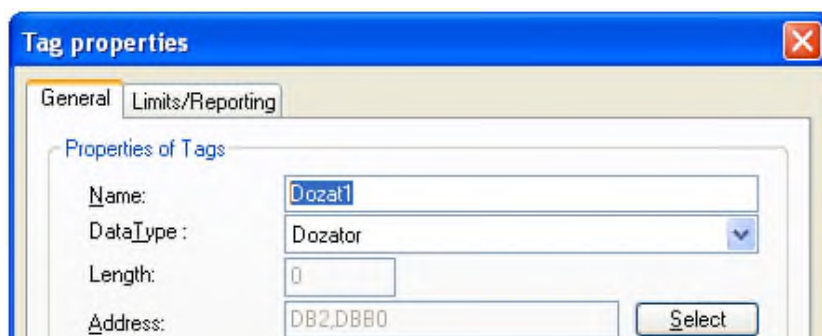 Tag properties
General Limits/Reporting
Properties of Tags
Name: Dozat1
DataType : Dozator
Length: 0
Address: DB2,DBB0 Select